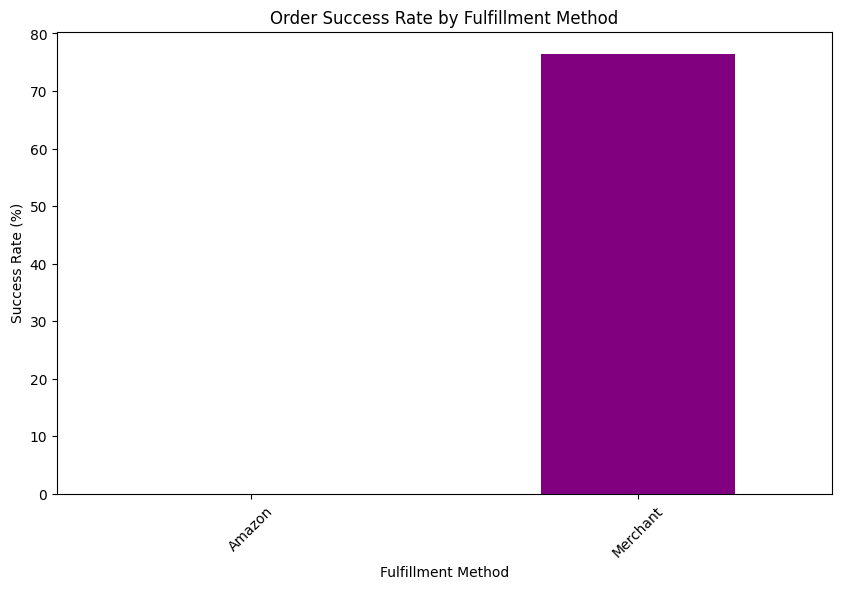 Order Success Rate by Fulfillment Method
80
70
60
50
40
30
20
10
0
Success Rate (%)
Amazon
Merchant
Fulfillment Method